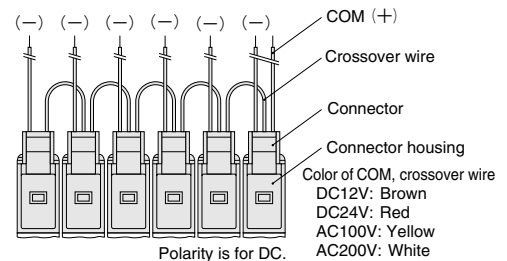 (－) (－) (－) (－) (－) (－)
COM (＋)
Crossover wire
Connector
Connector housing
Color of COM, crossover wire
DC12V: Brown
DC24V: Red
AC100V: Yellow
AC200V: White
Polarity is for DC.